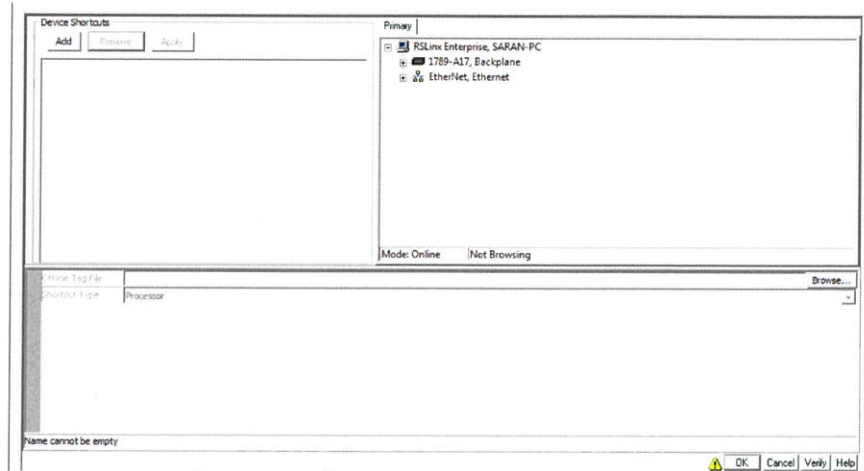 Device Shortcuts
Add Rename Apply
Primary
RSLinx Enterprise, SARAN-PC
1789-A17, Backplane
EtherNet, Ethernet
Mode: Online Not Browsing
Offline Tag File
Browse...
Shortcut Type Processor
Name cannot be empty
OK Cancel Verify Help